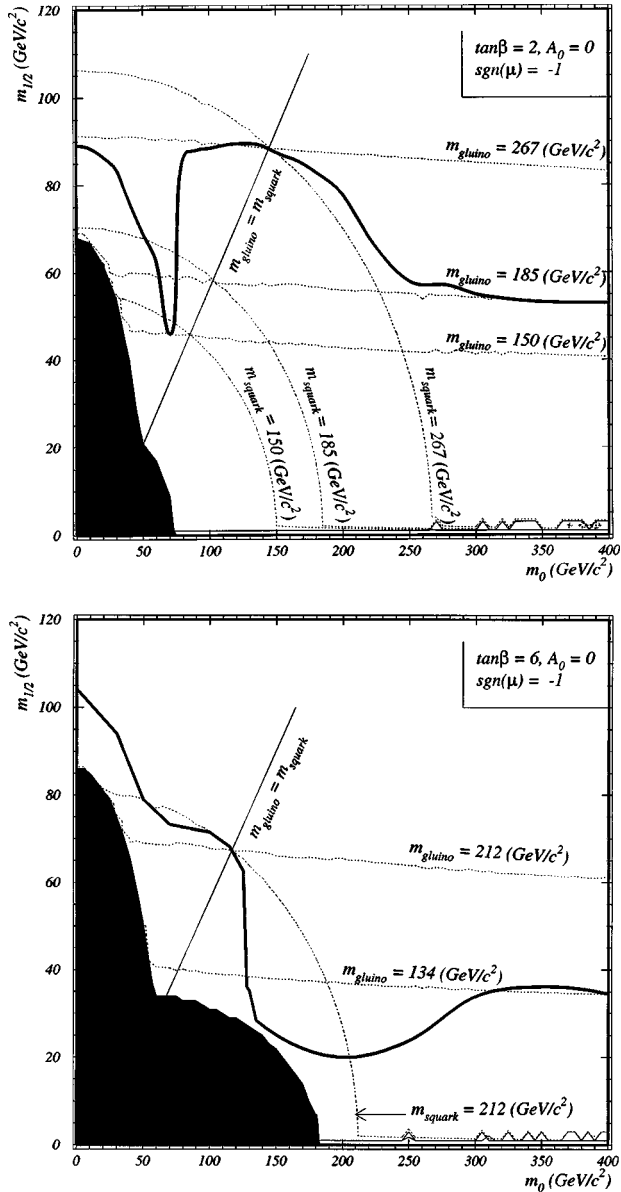 m1/2 (GeV/c²)
120
100
80
60
40
20
0
tanβ = 2, A0 = 0
sgn(μ) = -1
mgluino = msquark
mgluino = 267 (GeV/c²)
mgluino = 185 (GeV/c²)
mgluino = 150 (GeV/c²)
msquark = 150 (GeV/c²)
msquark = 185 (GeV/c²)
msquark = 267 (GeV/c²)
0 50 100 150 200 250 300 350 400
m0 (GeV/c²)
m1/2 (GeV/c²)
120
100
80
60
40
20
0
tanβ = 6, A0 = 0
sgn(μ) = -1
mgluino = msquark
mgluino = 212 (GeV/c²)
mgluino = 134 (GeV/c²)
msquark = 212 (GeV/c²)
0 50 100 150 200 250 300 350 400
m0 (GeV/c²)